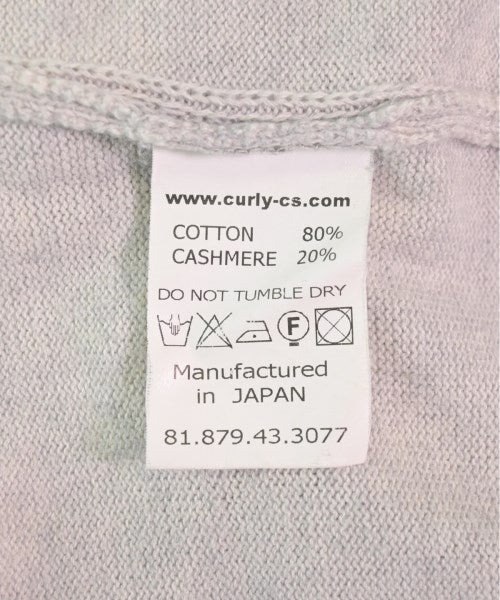 www.curly-cs.com
COTTON 80%
CASHMERE 20%
DO NOT TUMBLE DRY
F
Manufactured
in JAPAN
81.879.43.3077